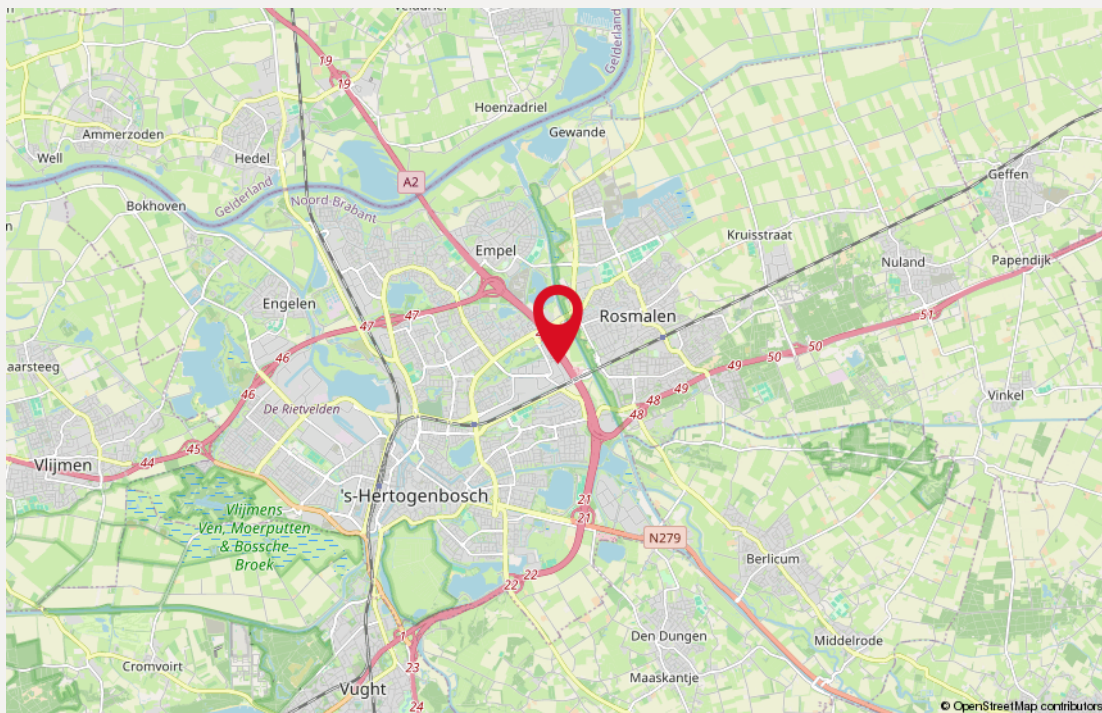 Velddriel
19
19
Gelderland
Hoenzadriel
Gewande
Ammerzoden
Well
Hedel
A2
Gelderland
Noord-Brabant
Bokhoven
Geffen
Kruisstraat
Empel
Nuland
Papendijk
Engelen
47
47
Rosmalen
51
46
50
50
49
49
aarsteeg
46
De Rietvelden
48
48
Vinkel
45
44
Vlijmen
's-Hertogenbosch
21
21
Vlijmens
Ven, Moerputten
& Bossche
Broek
N279
Berlicum
22
22
1
Den Dungen
Middelrode
Cromvoirt
23
Maaskantje
Vught
24
© OpenStreetMap contributors